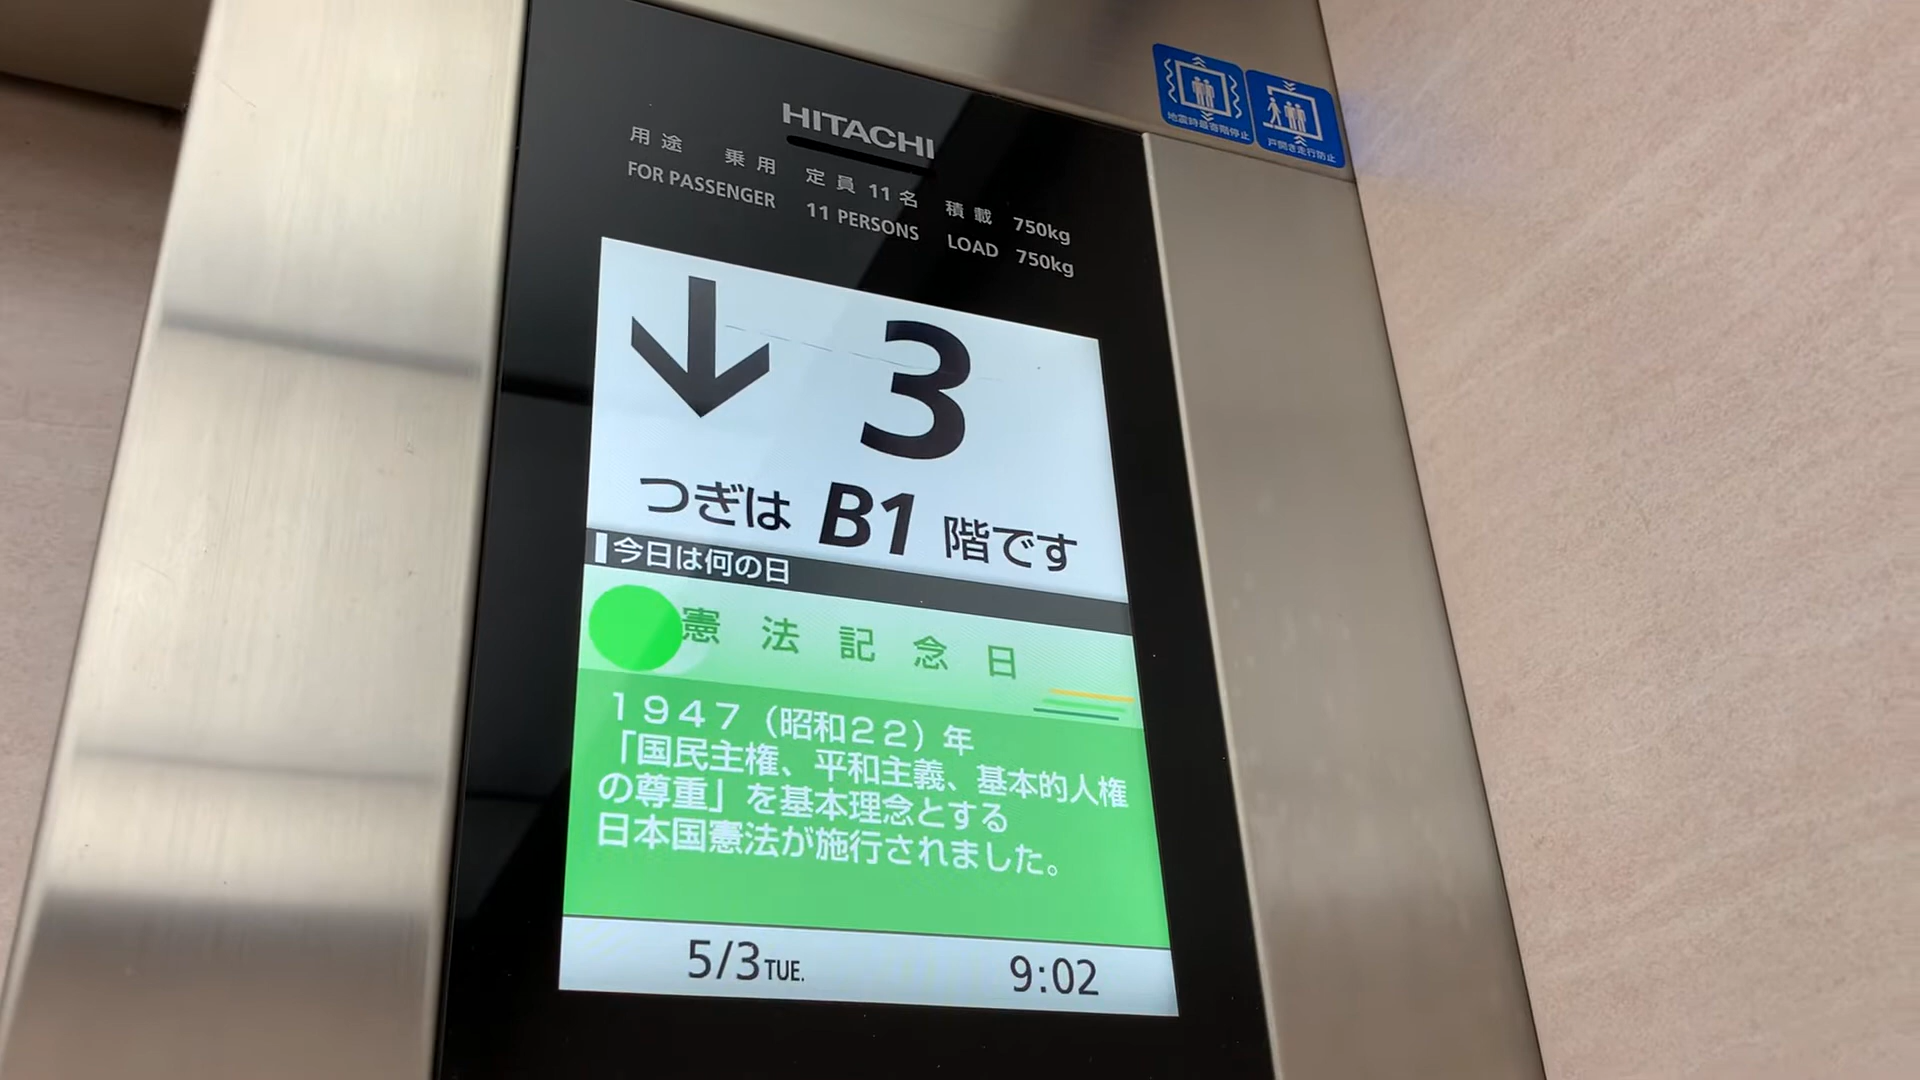 HITACHI
用途 乗用 定員 11名 積載 750kg
FOR PASSENGER 11 PERSONS LOAD 750kg
地震時最寄階停止
戸開き走行防止
3
つぎは B1 階です
今日は何の日
憲法記念日
1947（昭和22）年
「国民主権、平和主義、基本的人権
の尊重」を基本理念とする
日本国憲法が施行されました。
5/3 TUE. 9:02